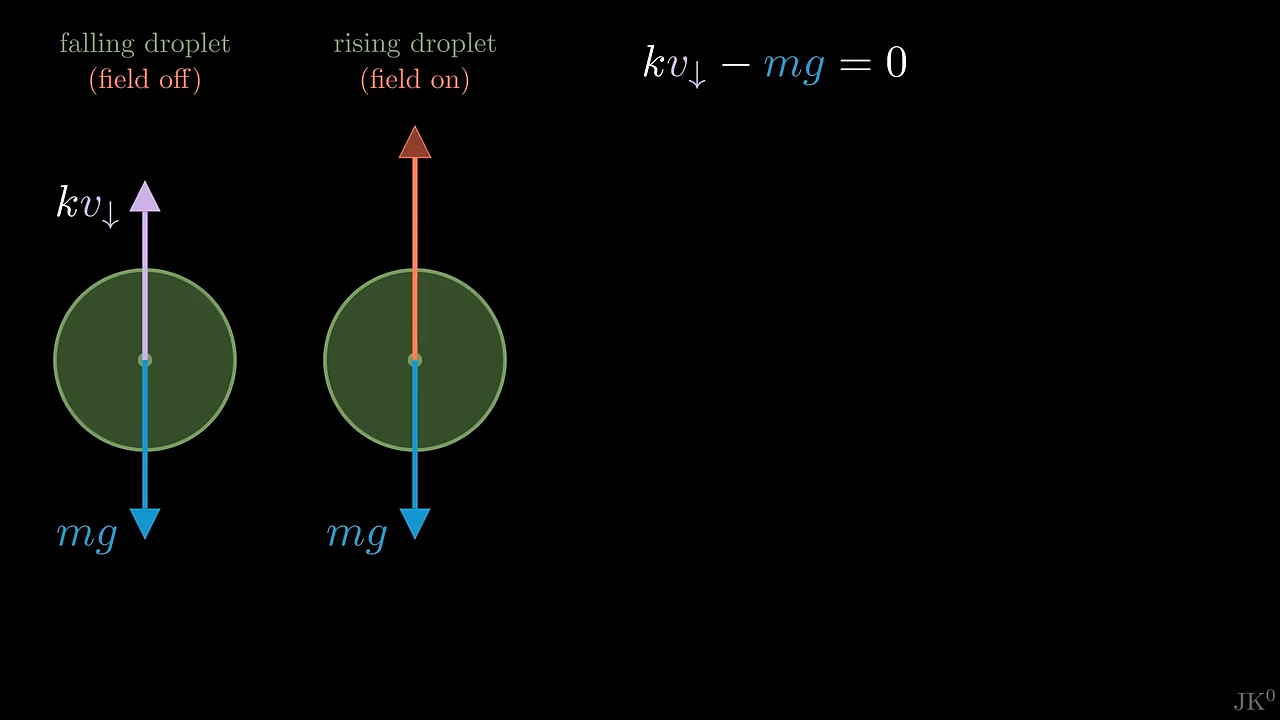 falling droplet
(field off)
rising droplet
(field on)
kv↓ − mg = 0
kv↓
mg
mg
JK⁰